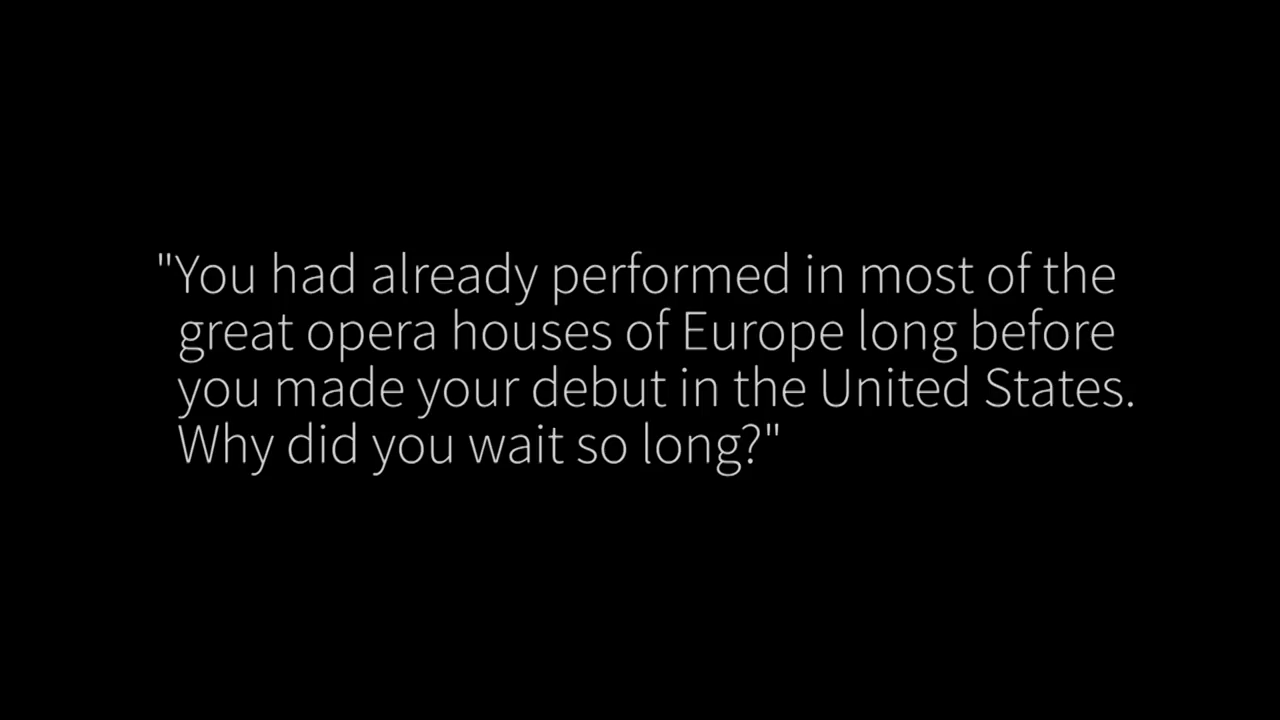 "You had already performed in most of the
great opera houses of Europe long before
you made your debut in the United States.
Why did you wait so long?"